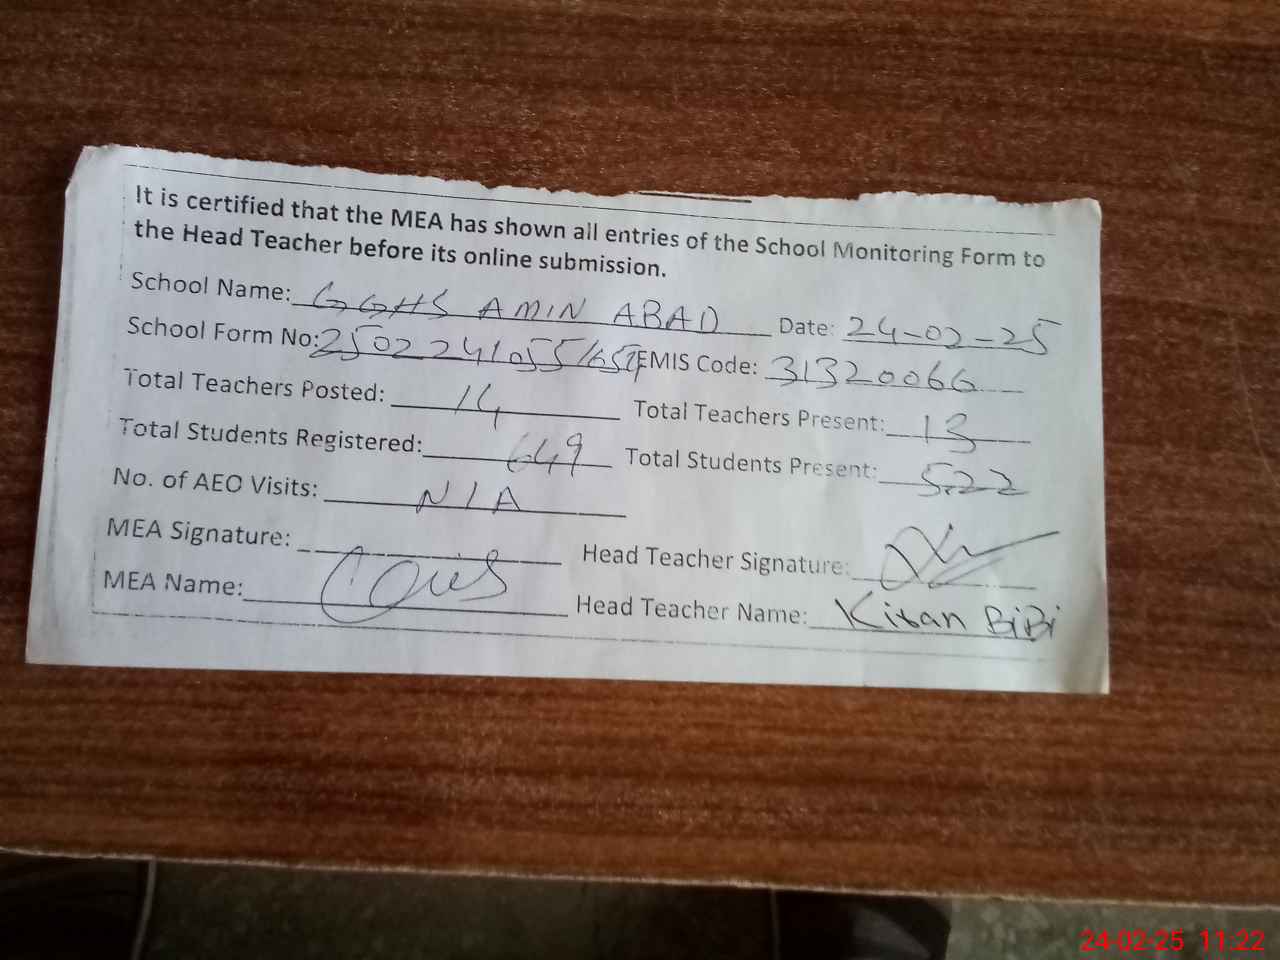 It is certified that the MEA has shown all entries of the School Monitoring Form to
the Head Teacher before its online submission.
School Name: GGHS AMIN ABAD Date: 24-02-25
School Form No: EMIS Code: 31320066
Total Teachers Posted: 14 Total Teachers Present: 13
Total Students Registered: 649 Total Students Present: 522
No. of AEO Visits: N/A
MEA Signature: Head Teacher Signature:
MEA Name: Head Teacher Name: Kiran BiBi
24-02-25 11:22